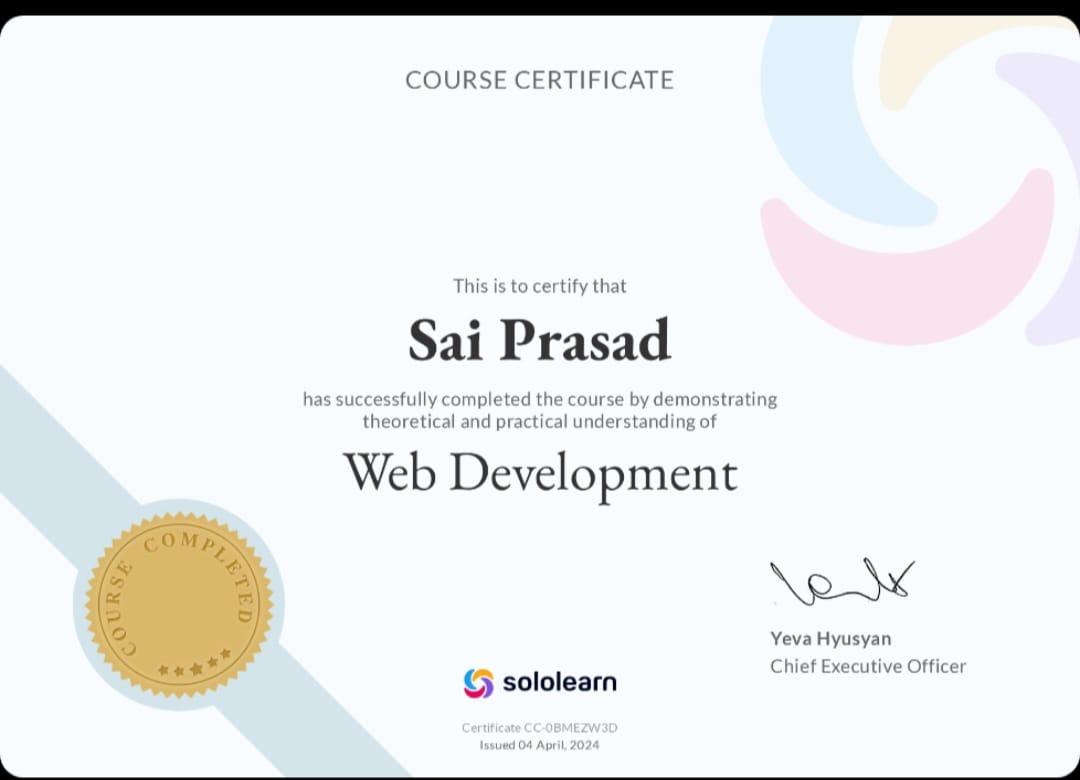 COURSE CERTIFICATE
This is to certify that
Sai Prasad
has successfully completed the course by demonstrating
theoretical and practical understanding of
Web Development
COURSE COMPLETED
Yeva Hyusyan
Chief Executive Officer
sololearn
Certificate CC-0BMEZW3D
Issued 04 April, 2024